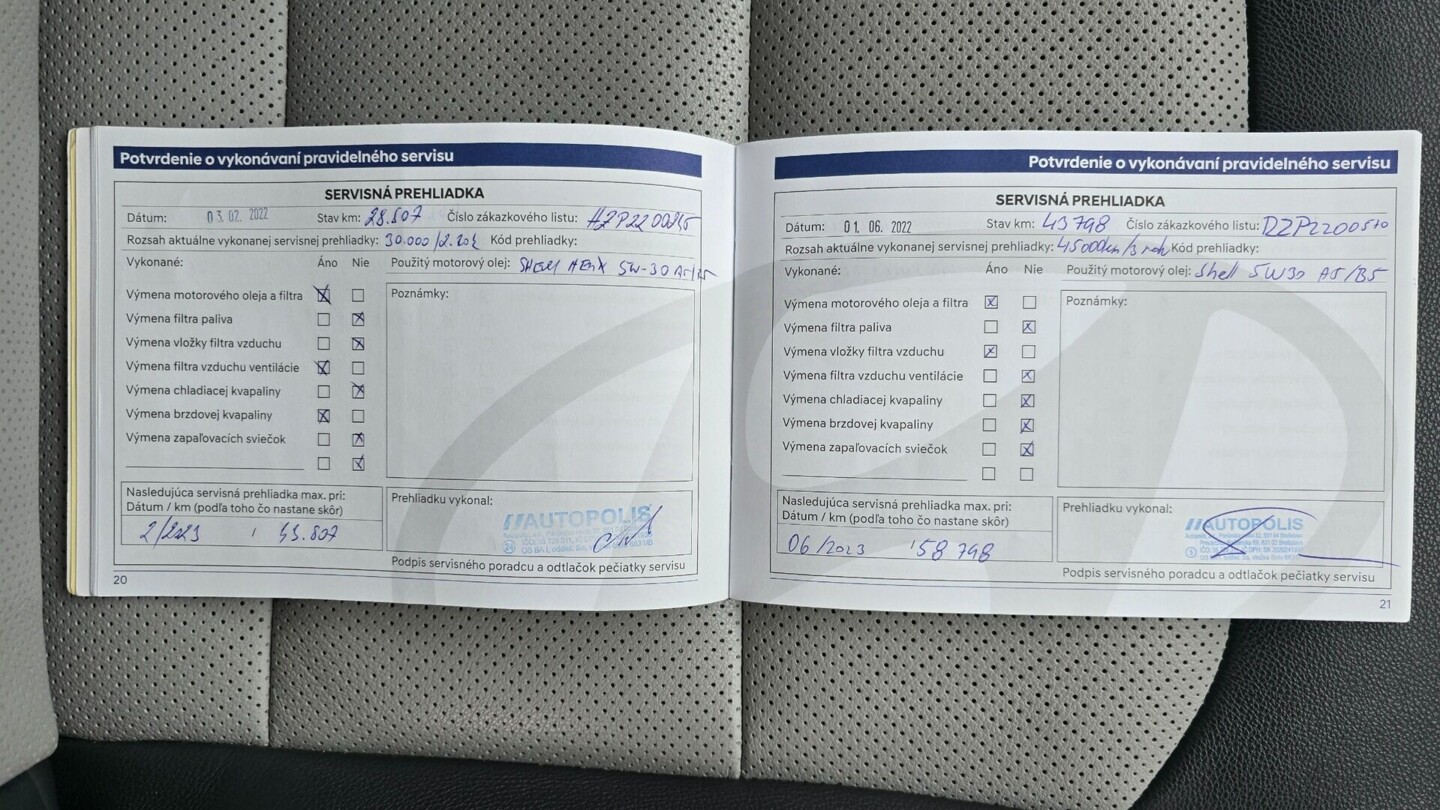 Potvrdenie o vykonávaní pravidelného servisu
SERVISNÁ PREHLIADKA
Dátum: 03. 02. 2022 Stav km: 28.807 Číslo zákazkového listu:
Rozsah aktuálne vykonanej servisnej prehliadky: 30.000/2. Kód prehliadky:
Vykonané: Áno Nie Použitý motorový olej: 5W-30
Výmena motorového oleja a filtra
Poznámky:
Výmena filtra paliva
Výmena vložky filtra vzduchu
Výmena filtra vzduchu ventilácie
Výmena chladiacej kvapaliny
Výmena brzdovej kvapaliny
Výmena zapaľovacích sviečok
Nasledujúca servisná prehliadka max. pri:
Dátum / km (podľa toho čo nastane skôr)
2/2023 / 43.807
Prehliadku vykonal:
AUTOPOLIS
Podpis servisného poradcu a odtlačok pečiatky servisu
20
Potvrdenie o vykonávaní pravidelného servisu
SERVISNÁ PREHLIADKA
Dátum: 01. 06. 2022 Stav km: 43798 Číslo zákazkového listu: DZP2200510
Rozsah aktuálne vykonanej servisnej prehliadky: 45000km/3 Kód prehliadky:
Vykonané: Áno Nie Použitý motorový olej: Shell 5W30 A5/B5
Výmena motorového oleja a filtra
Poznámky:
Výmena filtra paliva
Výmena vložky filtra vzduchu
Výmena filtra vzduchu ventilácie
Výmena chladiacej kvapaliny
Výmena brzdovej kvapaliny
Výmena zapaľovacích sviečok
Nasledujúca servisná prehliadka max. pri:
Dátum / km (podľa toho čo nastane skôr)
06/2023 / 58 798
Prehliadku vykonal:
AUTOPOLIS
Podpis servisného poradcu a odtlačok pečiatky servisu
21